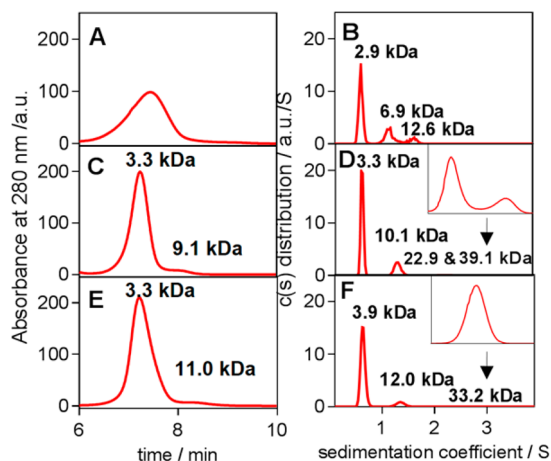 A
B
200
100
0
20
10
0
2.9 kDa
6.9 kDa
12.6 kDa
C
D
3.3 kDa
9.1 kDa
200
100
0
20
10
0
3.3 kDa
10.1 kDa
22.9 & 39.1 kDa
E
F
3.3 kDa
11.0 kDa
200
100
0
20
10
0
3.9 kDa
12.0 kDa
33.2 kDa
6 8 10
1 2 3
time / min
sedimentation coefficient / S
Absorbance at 280 nm /a.u.
c(s) distribution / a.u./S